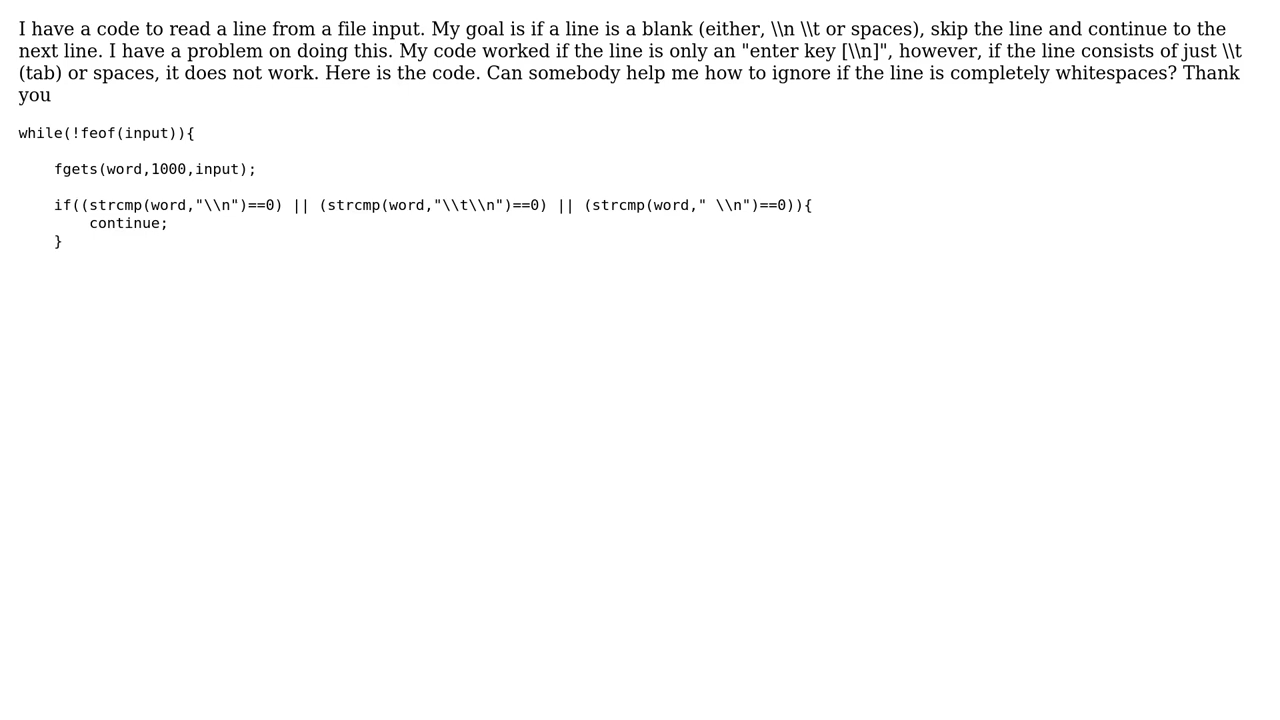 I have a code to read a line from a file input. My goal is if a line is a blank (either, \\n \\t or spaces), skip the line and continue to the
next line. I have a problem on doing this. My code worked if the line is only an "enter key [\\n]", however, if the line consists of just \\t
(tab) or spaces, it does not work. Here is the code. Can somebody help me how to ignore if the line is completely whitespaces? Thank
you
while(!feof(input)){
    fgets(word,1000,input);
    if((strcmp(word,"\\n")==0) || (strcmp(word,"\\t\\n")==0) || (strcmp(word," \\n")==0)){
        continue;
    }